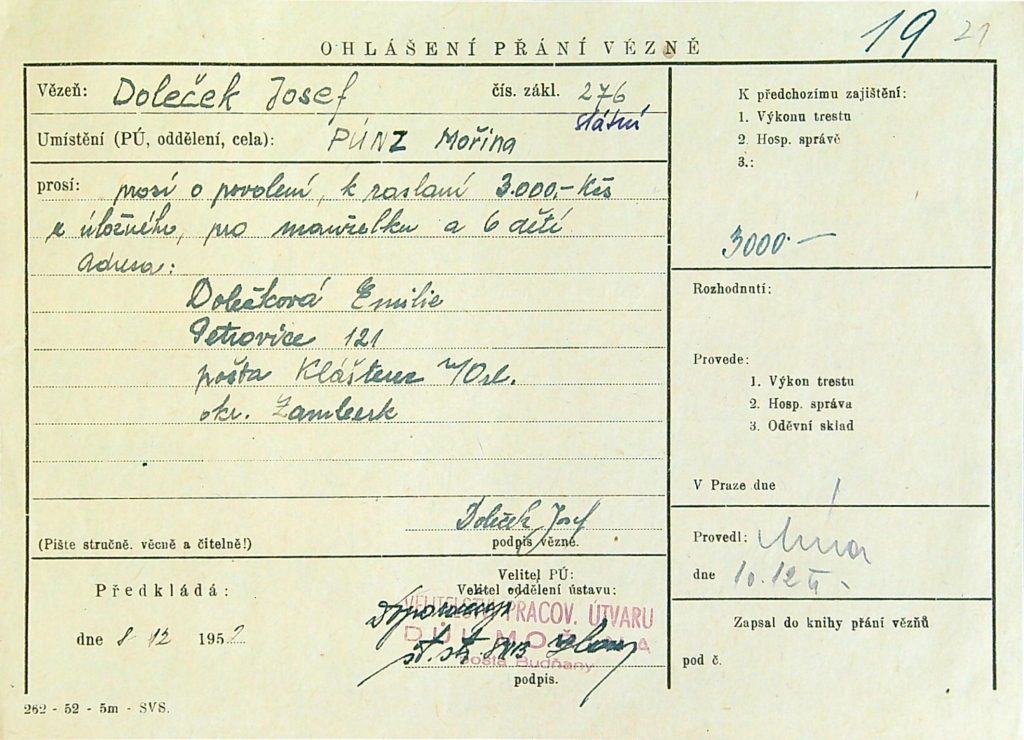 19 21
OHLÁŠENÍ PŘÁNÍ VĚZNĚ
Vězeň: Doleček Josef čís. zákl. 276
státní
Umístění (PÚ, oddělení, cela): PÚNZ Mořina
prosí: prosí o povolení, k zaslaní 3.000,- Kčs
z úložného, pro manželku a 6 dětí
Adresa:
Dolečková Emilie
Petrovice 121
pošta Klášterec n/Orl.
okr. Žamberk
Doleček Josef
(Pište stručně. věcně a čitelně!) podpis vězně.
Předkládá:
dne 8 12 1952
Velitel PÚ:
Velitel oddělení ústavu:
Doporučuji
VELITELSTVÍ PRACOV. ÚTVARU
DŮL MOŘINA
pošta Budňany
st. stř. SVS
podpis.
262 - 52 - 5m - SVS.
K předchozímu zajištění:
1. Výkonu trestu
2. Hosp. správě
3.:
3000.—
Rozhodnutí:
Provede:
1. Výkon trestu
2. Hosp. správa
3. Oděvní sklad
V Praze dne
Provedl:
dne 10. 12.
Zapsal do knihy přání vězňů
pod č.